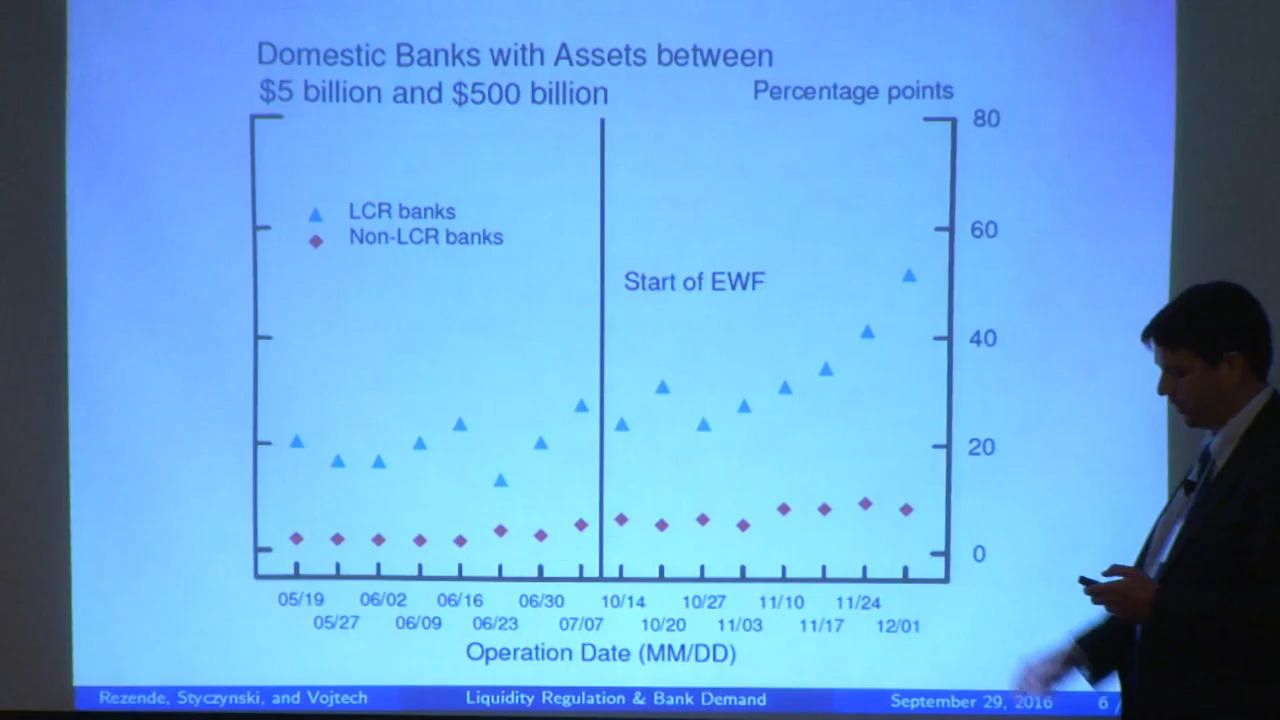 Domestic Banks with Assets between
$5 billion and $500 billion
Percentage points
80
LCR banks
Non-LCR banks
60
Start of EWF
40
20
0
05/19 06/02 06/16 06/30 10/14 10/27 11/10 11/24
05/27 06/09 06/23 07/07 10/20 11/03 11/17 12/01
Operation Date (MM/DD)
Rezende, Styczynski, and Vojtech Liquidity Regulation & Bank Demand September 29, 2016 6 /